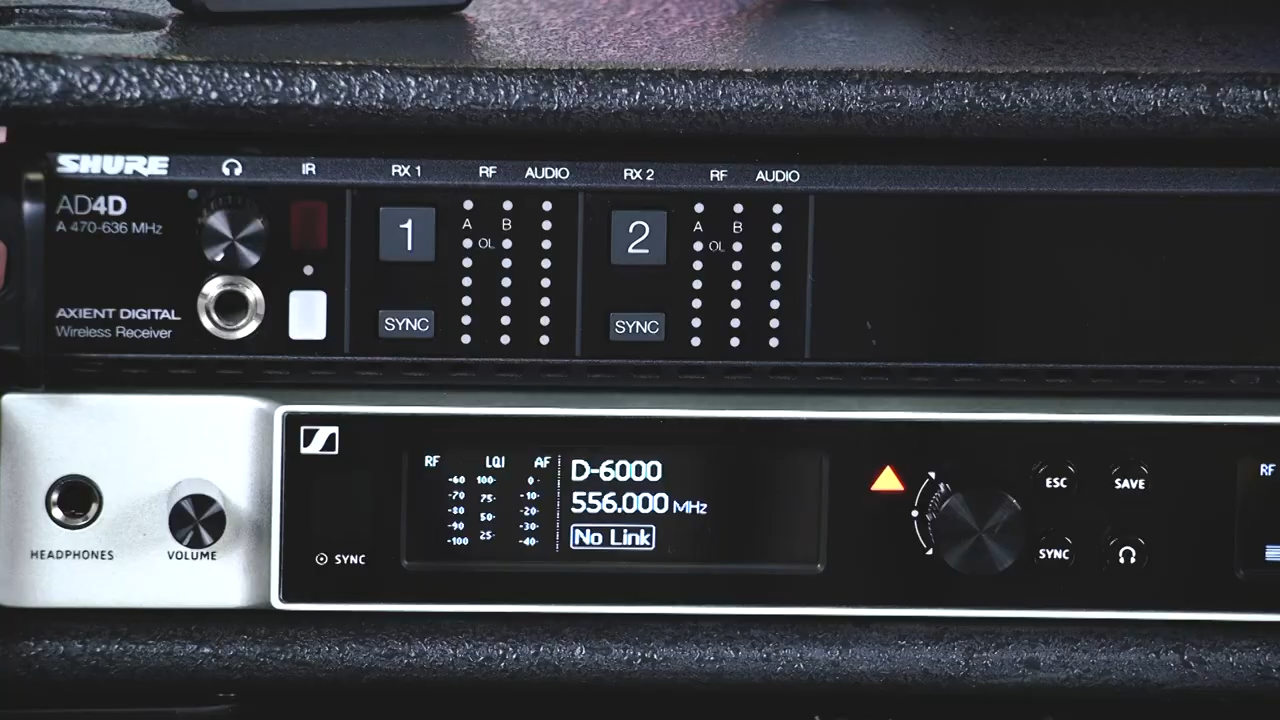 SHURE
IR
RX 1
RF
AUDIO
RX 2
RF
AUDIO
AD4D
A 470-636 MHz
1
A
B
OL
2
A
B
OL
AXIENT DIGITAL
Wireless Receiver
SYNC
SYNC
HEADPHONES
VOLUME
SYNC
RF
LQI
AF
-60
-70
-80
-90
-100
100-
75-
50-
25-
0-
-10-
-20-
-30-
-40-
D-6000
556.000 MHz
No Link
ESC
SAVE
SYNC
RF